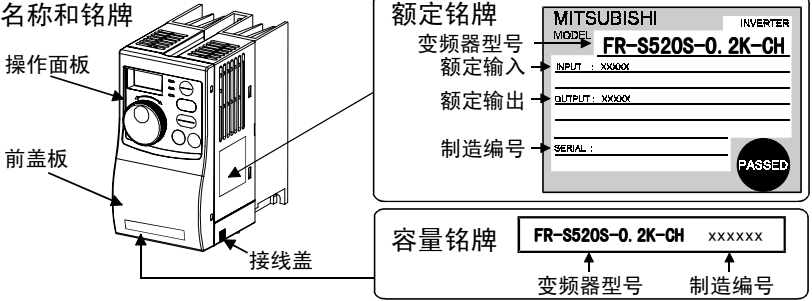 名称和铭牌
操作面板
前盖板
接线盖
额定铭牌
变频器型号
额定输入
额定输出
制造编号
MITSUBISHI
INVERTER
MODEL
FR-S520S-0.2K-CH
INPUT : XXXXX
OUTPUT : XXXXX
SERIAL :
PASSED
容量铭牌
FR-S520S-0.2K-CH xxxxxx
变频器型号
制造编号